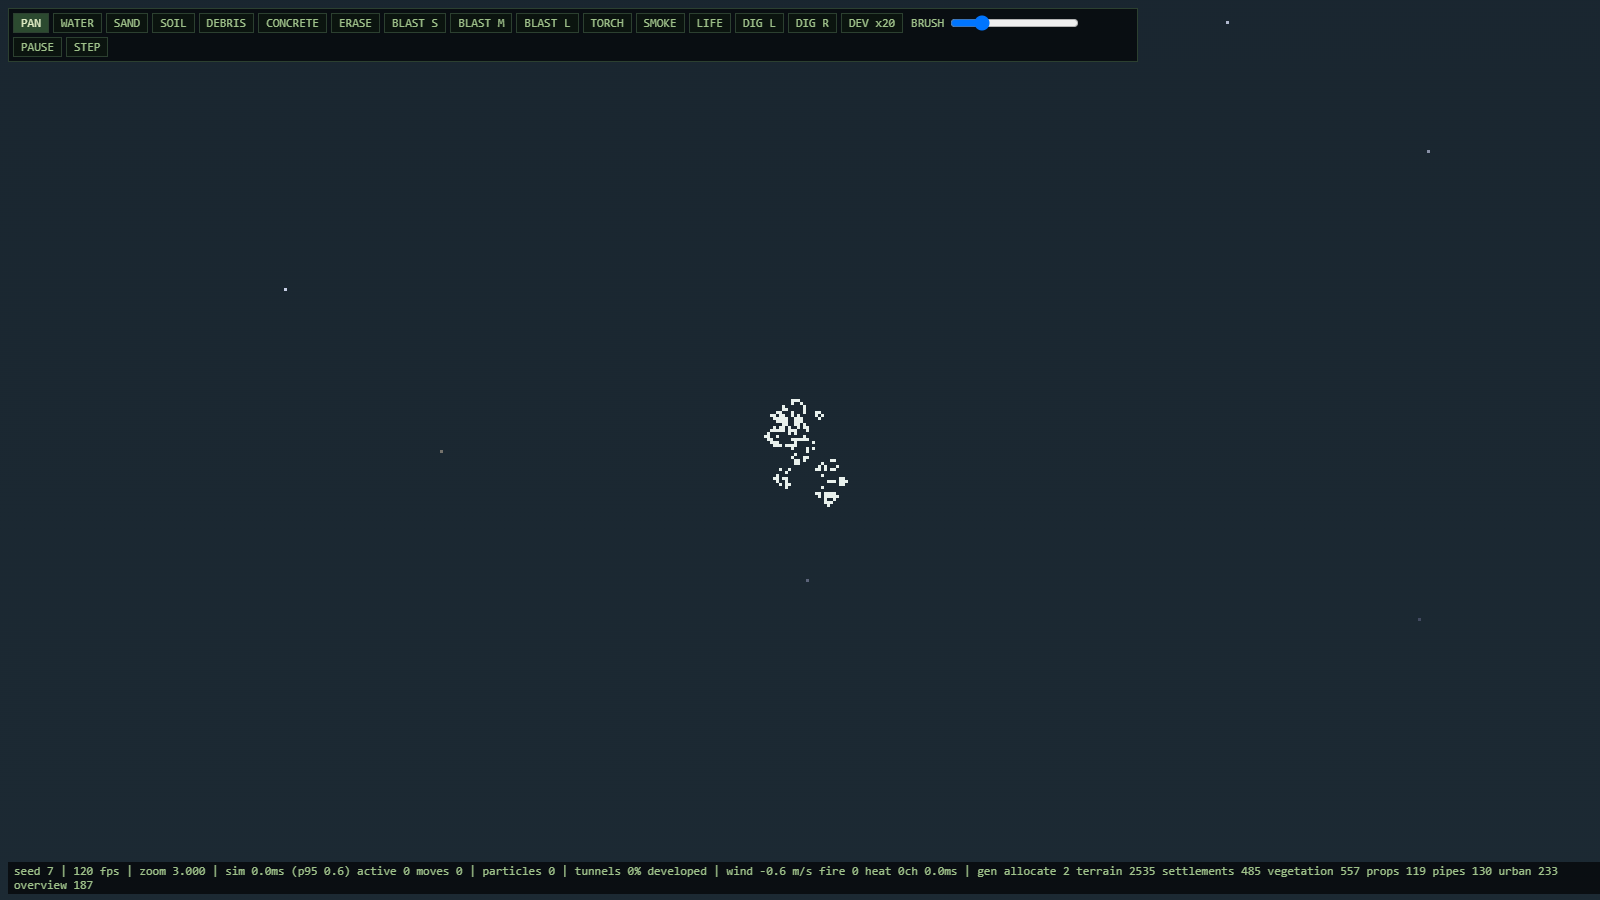 PAN WATER SAND SOIL DEBRIS CONCRETE ERASE BLAST S BLAST M BLAST L TORCH SMOKE LIFE DIG L DIG R DEV x20 BRUSH
PAUSE STEP
seed 7 | 120 fps | zoom 3.000 | sim 0.0ms (p95 0.6) active 0 moves 0 | particles 0 | tunnels 0% developed | wind -0.6 m/s fire 0 heat 0ch 0.0ms | gen allocate 2 terrain 2535 settlements 485 vegetation 557 props 119 pipes 130 urban 233
overview 187